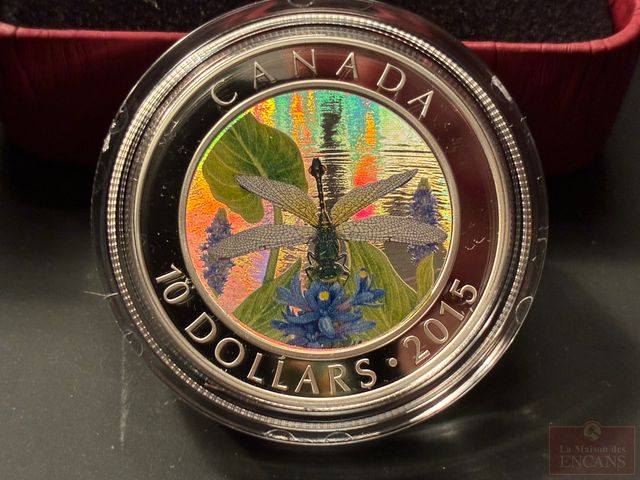 CANADA
10 DOLLARS • 2015
La Maison des
ENCANS